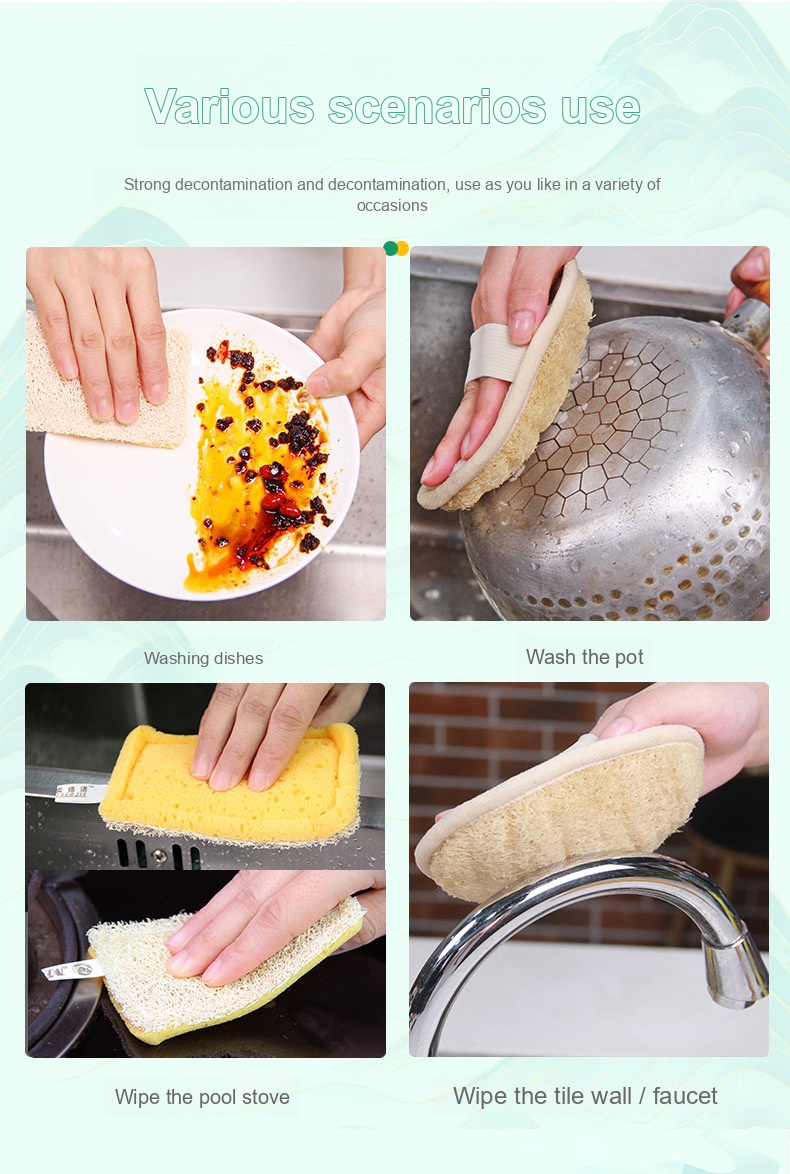 Various scenarios use
Strong decontamination and decontamination, use as you like in a variety of
occasions
Washing dishes
Wash the pot
Wipe the pool stove
Wipe the tile wall / faucet